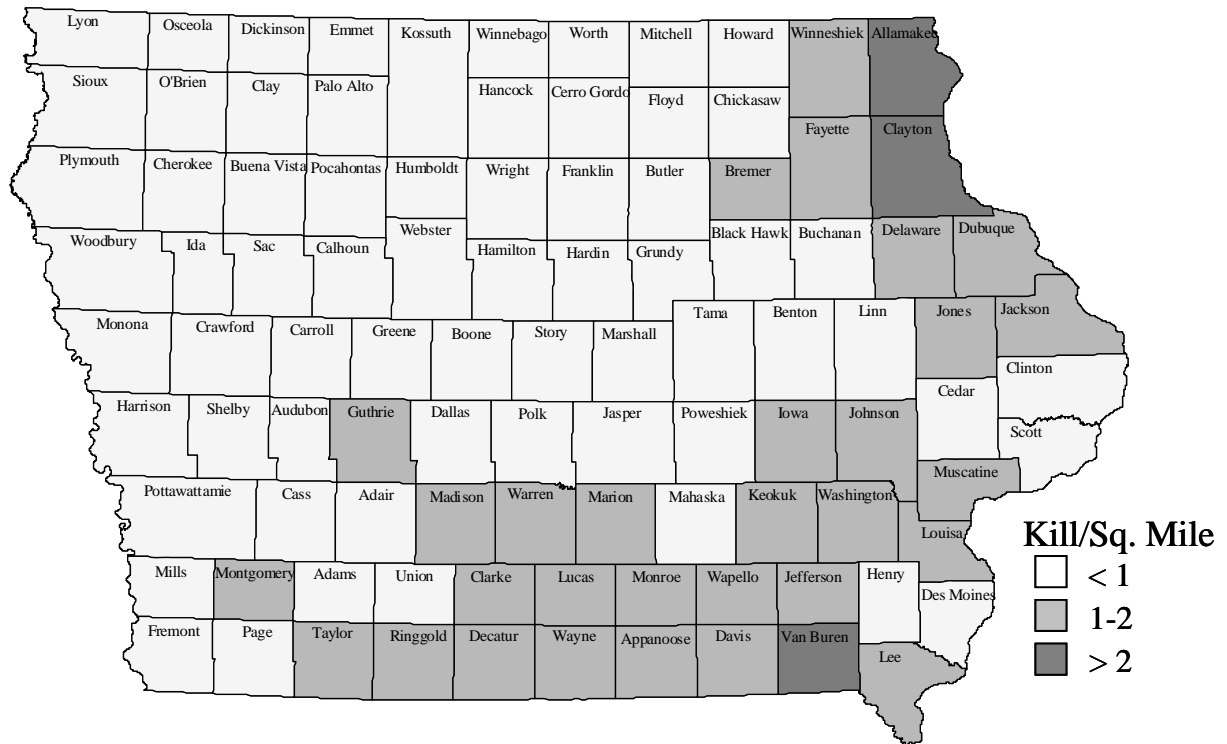 Lyon Osceola Dickinson Emmet Kossuth Winnebago Worth Mitchell Howard Winneshiek Allamakee
Sioux O'Brien Clay Palo Alto Hancock Cerro Gordo Floyd Chickasaw Fayette Clayton
Plymouth Cherokee Buena Vista Pocahontas Humboldt Wright Franklin Butler Bremer
Woodbury Ida Sac Calhoun Webster Hamilton Hardin Grundy Black Hawk Buchanan Delaware Dubuque
Monona Crawford Carroll Greene Boone Story Marshall Tama Benton Linn Jones Jackson
Clinton
Harrison Shelby Audubon Guthrie Dallas Polk Jasper Poweshiek Iowa Johnson Cedar
Scott
Pottawattamie Cass Adair Madison Warren Marion Mahaska Keokuk Washington Muscatine
Louisa
Mills Montgomery Adams Union Clarke Lucas Monroe Wapello Jefferson Henry Des Moines
Fremont Page Taylor Ringgold Decatur Wayne Appanoose Davis Van Buren Lee
Kill/Sq. Mile
< 1
1-2
> 2